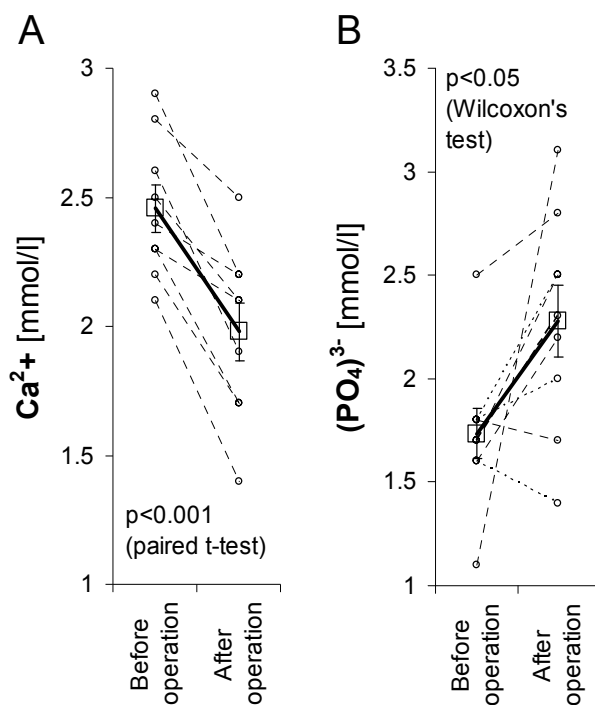 A
3
2.5
2
1.5
1
Ca²+ [mmol/l]
p<0.001
(paired t-test)
Before
operation
After
operation
B
3.5
3
2.5
2
1.5
1
(PO₄)³⁻ [mmol/l]
p<0.05
(Wilcoxon's
test)
Before
operation
After
operation